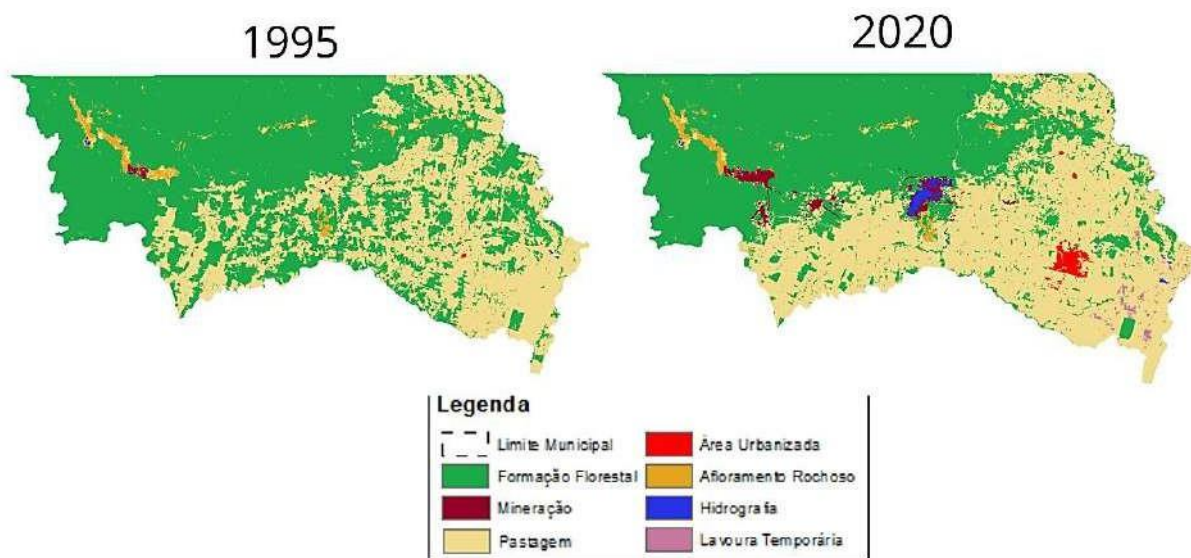 1995
2020
Legenda
Limite Municipal
Área Urbanizada
Formação Florestal
Afloramento Rochoso
Mineração
Hidrografia
Pastagem
Lavoura Temporária